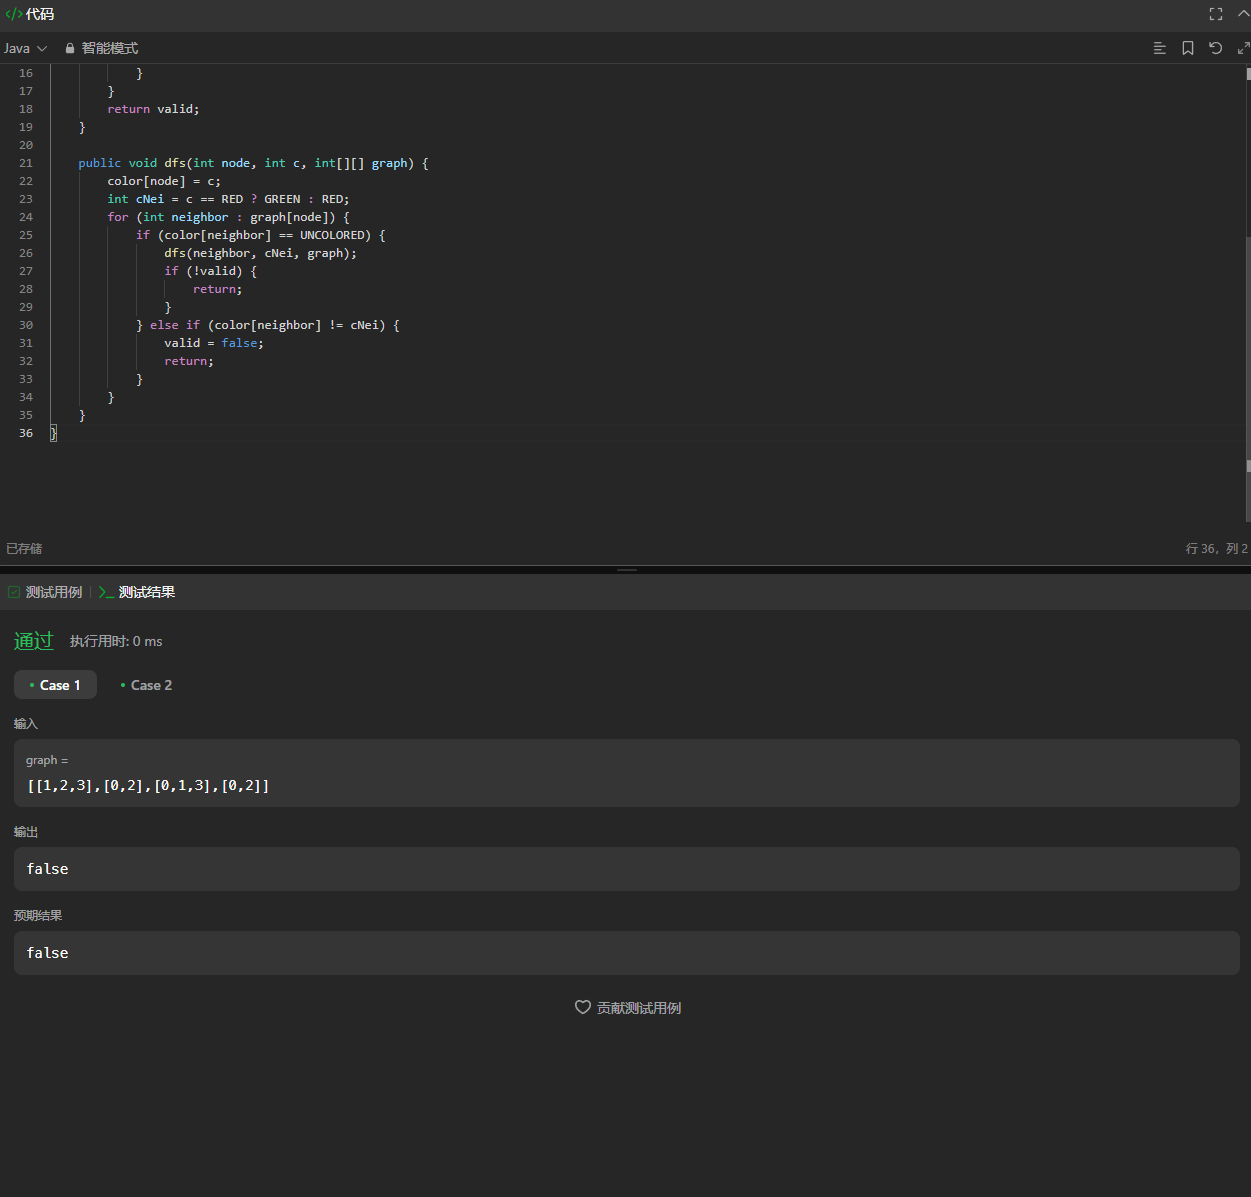 </> 代码
Java 智能模式
16 }
17 }
18 return valid;
19 }
20
21 public void dfs(int node, int c, int[][] graph) {
22 color[node] = c;
23 int cNei = c == RED ? GREEN : RED;
24 for (int neighbor : graph[node]) {
25 if (color[neighbor] == UNCOLORED) {
26 dfs(neighbor, cNei, graph);
27 if (!valid) {
28 return;
29 }
30 } else if (color[neighbor] != cNei) {
31 valid = false;
32 return;
33 }
34 }
35 }
36 }
已存储 行 36, 列 2
测试用例 | >_ 测试结果
通过 执行用时: 0 ms
• Case 1 • Case 2
输入
graph =
[[1,2,3],[0,2],[0,1,3],[0,2]]
输出
false
预期结果
false
贡献测试用例